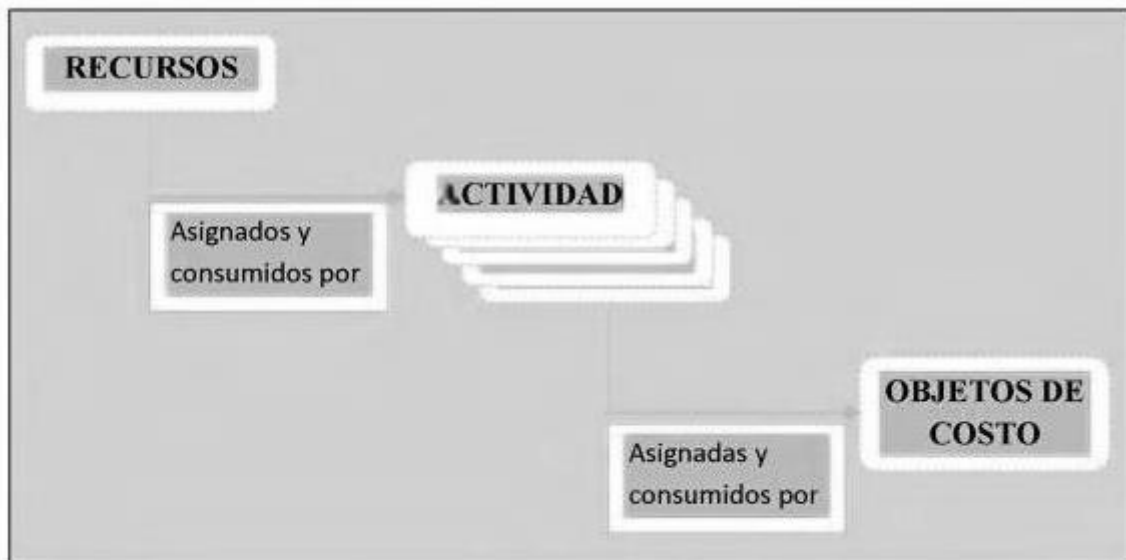 RECURSOS
ACTIVIDAD
Asignados y
consumidos por
OBJETOS DE
COSTO
Asignadas y
consumidos por